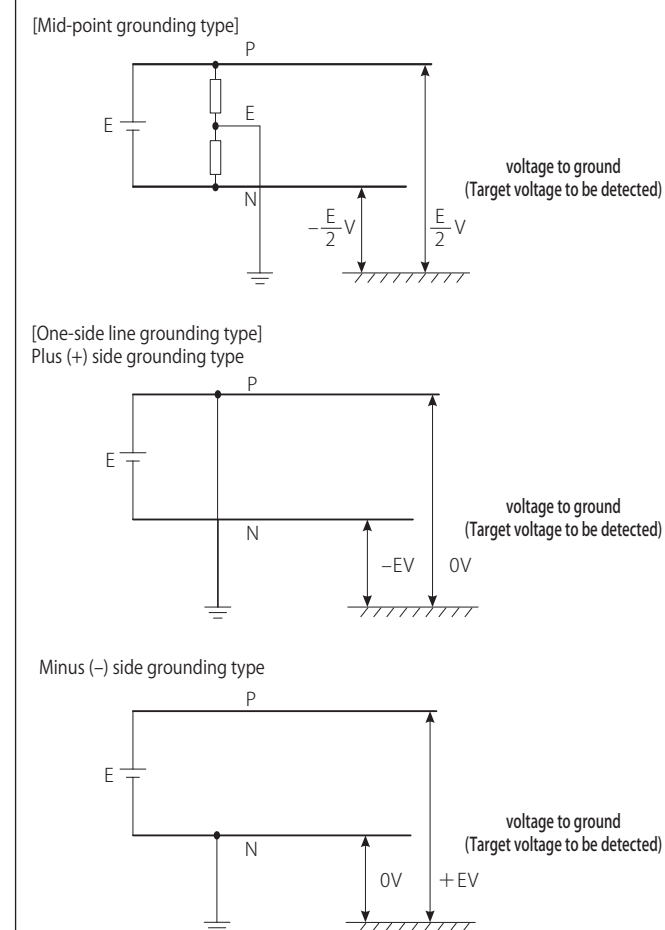 [Mid-point grounding type]
P
E
E
N
voltage to ground
(Target voltage to be detected)
–E/2 V
E/2 V
[One-side line grounding type]
Plus (+) side grounding type
P
E
N
voltage to ground
(Target voltage to be detected)
–EV
0V
Minus (–) side grounding type
P
E
N
voltage to ground
(Target voltage to be detected)
0V
+EV